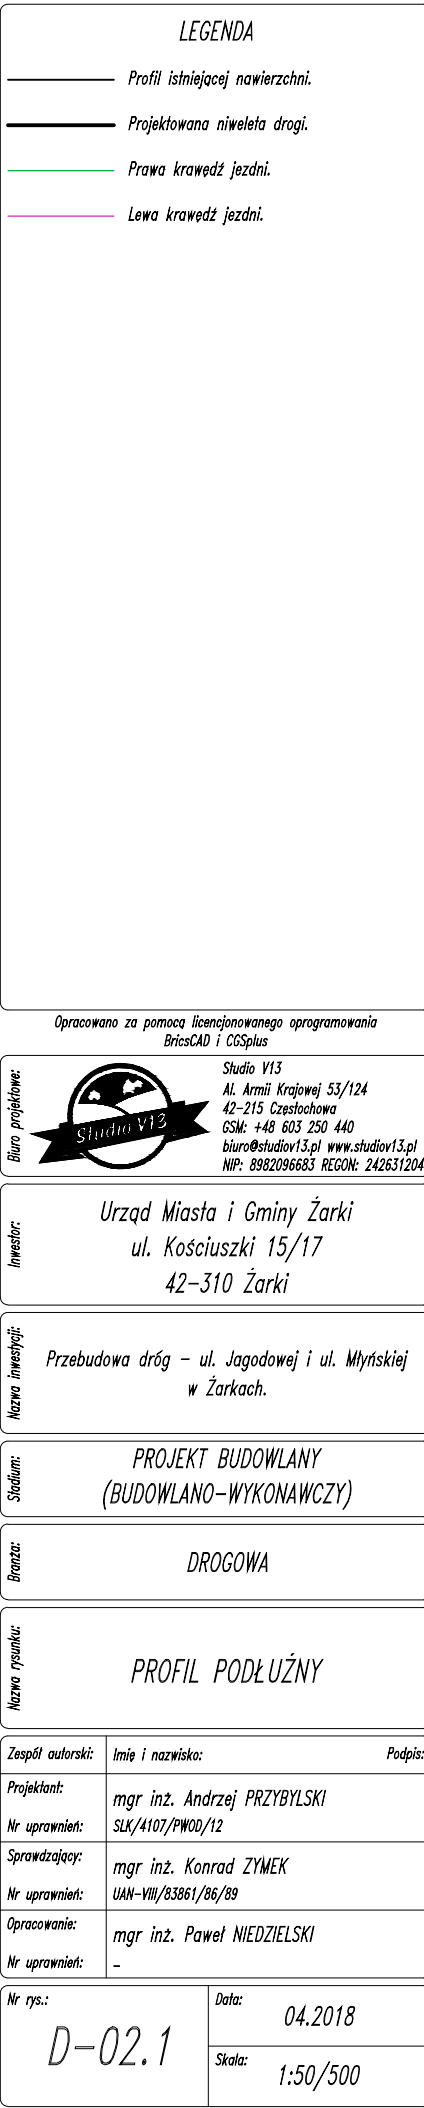 LEGENDA
Profil istniejącej nawierzchni.
Projektowana niweleta drogi.
Prawa krawędź jezdni.
Lewa krawędź jezdni.
Opracowano za pomocą licencjonowanego oprogramowania
BricsCAD i CGSplus
Biuro projektowe:
Studio V13
Studio V13
Al. Armii Krajowej 53/124
42-215 Częstochowa
GSM: +48 603 250 440
biuro@studiov13.pl www.studiov13.pl
NIP: 8982096683 REGON: 242631204
Inwestor:
Urząd Miasta i Gminy Żarki
ul. Kościuszki 15/17
42-310 Żarki
Nazwa inwestycji:
Przebudowa dróg - ul. Jagodowej i ul. Młyńskiej
w Żarkach.
Stadium:
PROJEKT BUDOWLANY
(BUDOWLANO-WYKONAWCZY)
Branża:
DROGOWA
Nazwa rysunku:
PROFIL PODŁUŻNY
Zespół autorski: Imię i nazwisko: Podpis:
Projektant: mgr inż. Andrzej PRZYBYLSKI
Nr uprawnień: SLK/4107/PWOD/12
Sprawdzający: mgr inż. Konrad ZYMEK
Nr uprawnień: UAN-VIII/83861/86/89
Opracowanie: mgr inż. Paweł NIEDZIELSKI
Nr uprawnień: -
Nr rys.:
D-02.1
Data:
04.2018
Skala:
1:50/500